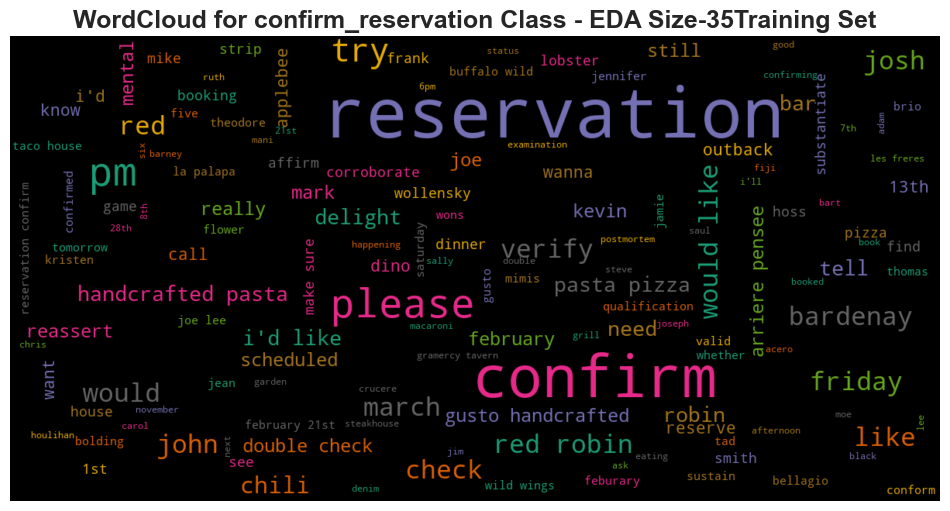 WordCloud for confirm_reservation Class - EDA Size-35Training Set
mental
mike
strip
try
frank
status
lobster
still
good
josh
i'd
ruth
applebee
buffalo wild
jennifer
confirming
know
booking
6pm
bar
substantiate
brio
red
five
theodore
21st
reservation
7th
adam
taco house
six
barney
mani
examination
outback
les freres
pm
la palapa
affirm
corroborate
joe
wanna
would like
fiji
i'll
13th
confirmed
game
8th
mark
wollensky
bart
reservation confirm
28th
really
flower
delight
wons
kevin
jamie
hoss
arriere pensee
tomorrow
kristen
call
make sure
happening
saturday
sally
dinner
verify
postmortem
saul
pizza
book
find
dino
gusto
double
mimis
steve
pasta pizza
tell
thomas
booked
handcrafted pasta
please
qualification
bardenay
reassert
joe lee
macaroni
february
grill
need
joseph
valid
whether
chris
i'd like
scheduled
gramercy tavern
acero
want
would
jean
garden
crucere
confirm
friday
house
november
march
gusto handcrafted
robin
reserve
moe
carol
february 21st
steakhouse
tad
afternoon
lee
houlihan
bolding
john
next
double check
red robin
like
1st
see
check
jim
ask
eating
smith
black
chili
denim
wild wings
feburary
sustain
bellagio
conform